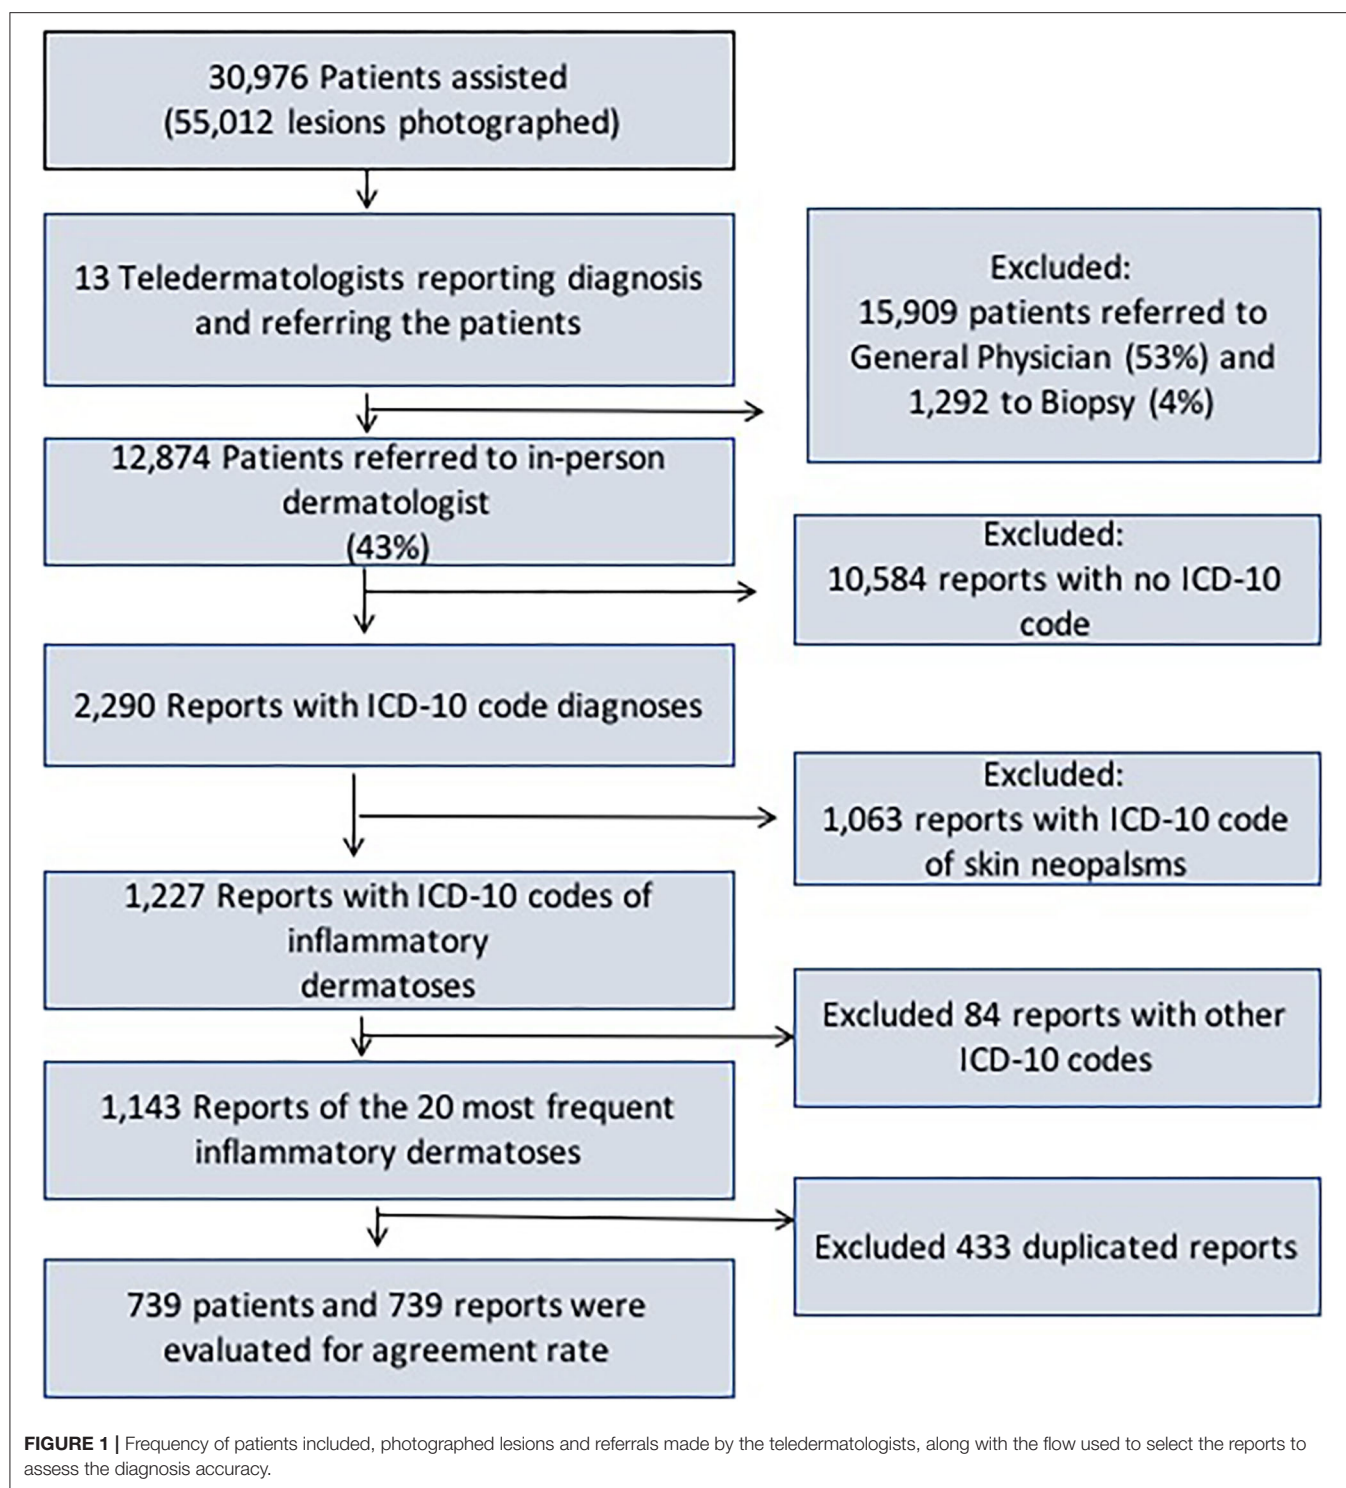 30,976 Patients assisted
(55,012 lesions photographed)
13 Teledermatologists reporting diagnosis
and referring the patients
Excluded:
15,909 patients referred to
General Physician (53%) and
1,292 to Biopsy (4%)
12,874 Patients referred to in-person
dermatologist
(43%)
Excluded:
10,584 reports with no ICD-10
code
2,290 Reports with ICD-10 code diagnoses
Excluded:
1,063 reports with ICD-10 code
of skin neopalsms
1,227 Reports with ICD-10 codes of
inflammatory
dermatoses
Excluded 84 reports with other
ICD-10 codes
1,143 Reports of the 20 most frequent
inflammatory dermatoses
Excluded 433 duplicated reports
739 patients and 739 reports were
evaluated for agreement rate
FIGURE 1 | Frequency of patients included, photographed lesions and referrals made by the teledermatologists, along with the flow used to select the reports to
assess the diagnosis accuracy.